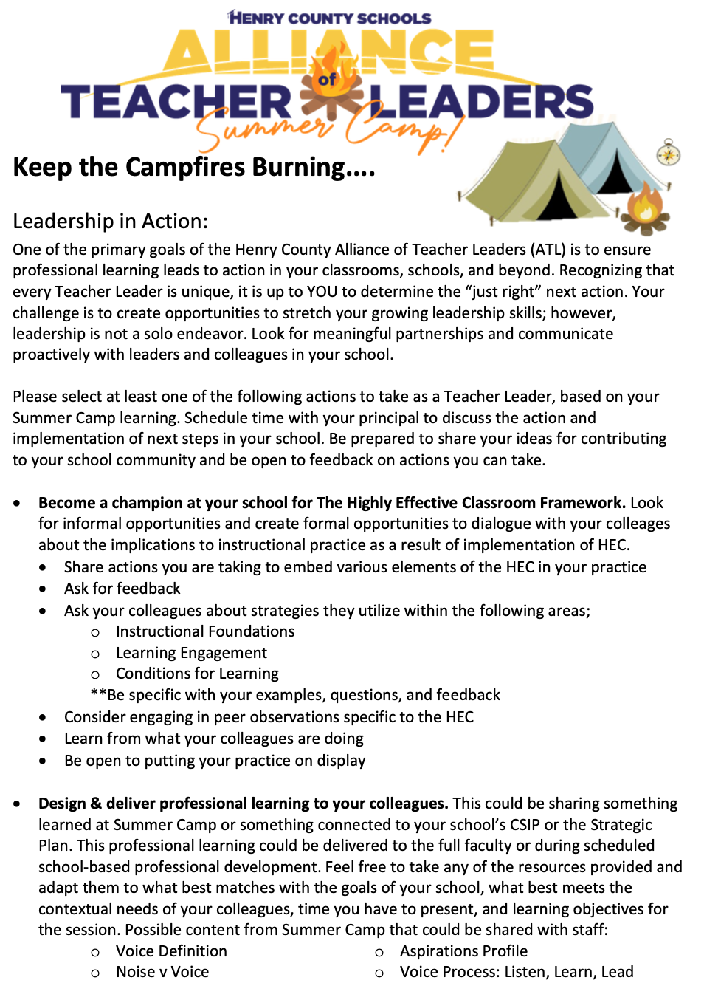 HENRY COUNTY SCHOOLS
ALLIANCE
of
TEACHER LEADERS
Summer Camp!
Keep the Campfires Burning....
Leadership in Action:
One of the primary goals of the Henry County Alliance of Teacher Leaders (ATL) is to ensure
professional learning leads to action in your classrooms, schools, and beyond. Recognizing that
every Teacher Leader is unique, it is up to YOU to determine the “just right” next action. Your
challenge is to create opportunities to stretch your growing leadership skills; however,
leadership is not a solo endeavor. Look for meaningful partnerships and communicate
proactively with leaders and colleagues in your school.
Please select at least one of the following actions to take as a Teacher Leader, based on your
Summer Camp learning. Schedule time with your principal to discuss the action and
implementation of next steps in your school. Be prepared to share your ideas for contributing
to your school community and be open to feedback on actions you can take.
• Become a champion at your school for The Highly Effective Classroom Framework. Look
for informal opportunities and create formal opportunities to dialogue with your colleages
about the implications to instructional practice as a result of implementation of HEC.
• Share actions you are taking to embed various elements of the HEC in your practice
• Ask for feedback
• Ask your colleagues about strategies they utilize within the following areas;
o Instructional Foundations
o Learning Engagement
o Conditions for Learning
**Be specific with your examples, questions, and feedback
• Consider engaging in peer observations specific to the HEC
• Learn from what your colleagues are doing
• Be open to putting your practice on display
• Design & deliver professional learning to your colleagues. This could be sharing something
learned at Summer Camp or something connected to your school’s CSIP or the Strategic
Plan. This professional learning could be delivered to the full faculty or during scheduled
school-based professional development. Feel free to take any of the resources provided and
adapt them to what best matches with the goals of your school, what best meets the
contextual needs of your colleagues, time you have to present, and learning objectives for
the session. Possible content from Summer Camp that could be shared with staff:
o Voice Definition
o Noise v Voice
o Aspirations Profile
o Voice Process: Listen, Learn, Lead